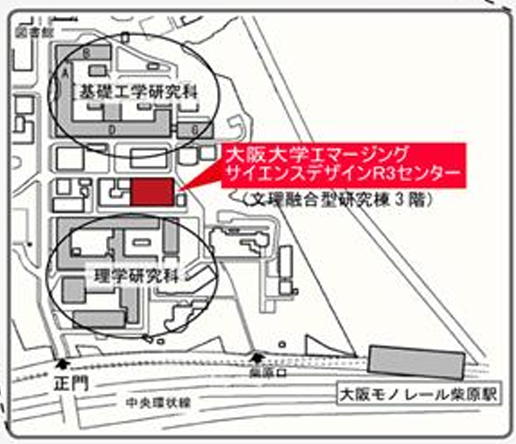 図書館
B
A
基礎工学研究科
D
G
大阪大学エマージング
サイエンスデザインR3センター
(文理融合型研究棟3階)
理学研究科
正門
柴原口
大阪モノレール柴原駅
中央環状線